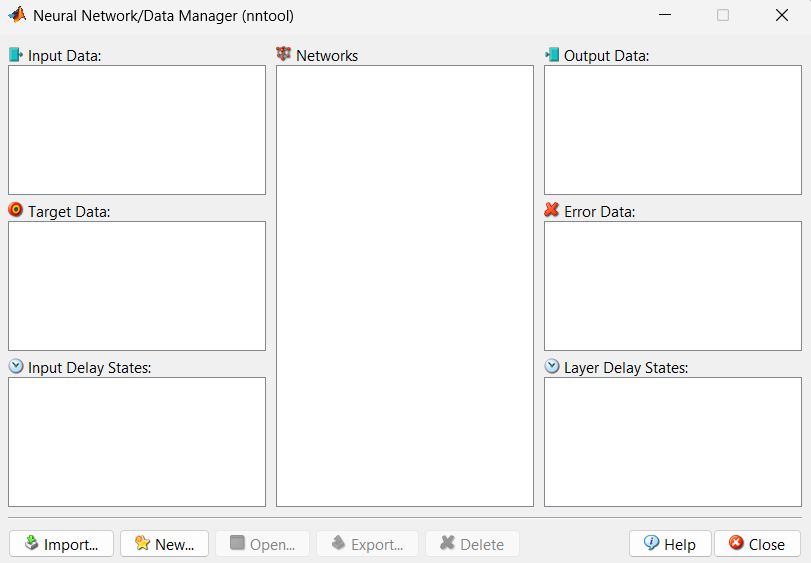 Neural Network/Data Manager (nntool)
Input Data:
Networks
Output Data:
Target Data:
Error Data:
Input Delay States:
Layer Delay States:
Import...
New...
Open...
Export...
Delete
Help
Close